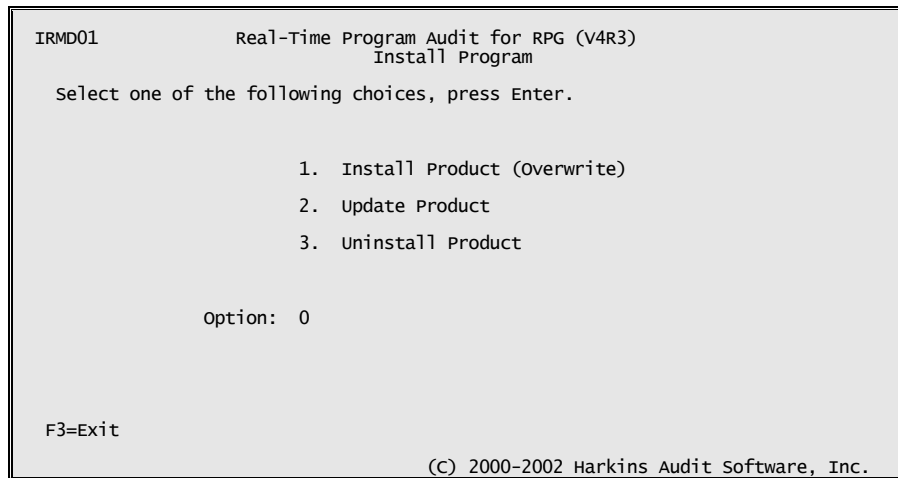 IRMD01 Real-Time Program Audit for RPG (V4R3)
Install Program
Select one of the following choices, press Enter.
1. Install Product (Overwrite)
2. Update Product
3. Uninstall Product
Option: 0
F3=Exit
(C) 2000-2002 Harkins Audit Software, Inc.